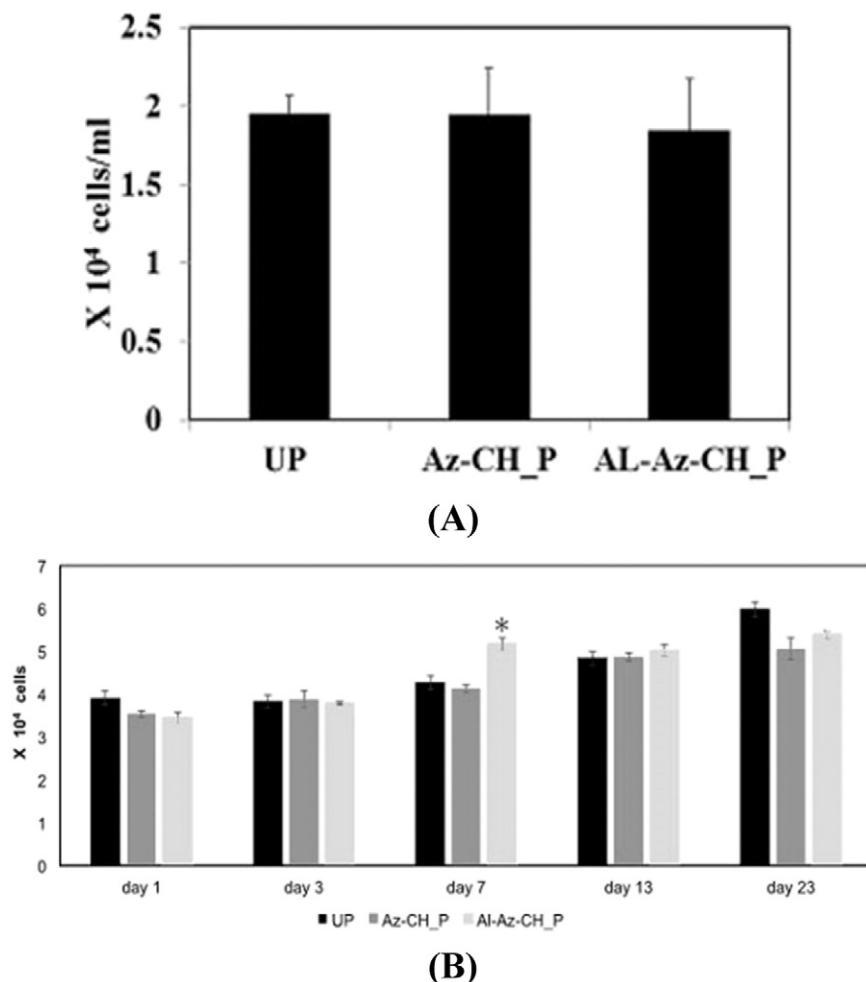 2.5
2
1.5
1
0.5
0
X 10⁴ cells/ml
UP Az-CH_P AL-Az-CH_P
(A)
7
6
5
4
3
2
1
0
X 10⁴ cells
*
day 1 day 3 day 7 day 13 day 23
UP Az-CH_P Al-Az-CH_P
(B)